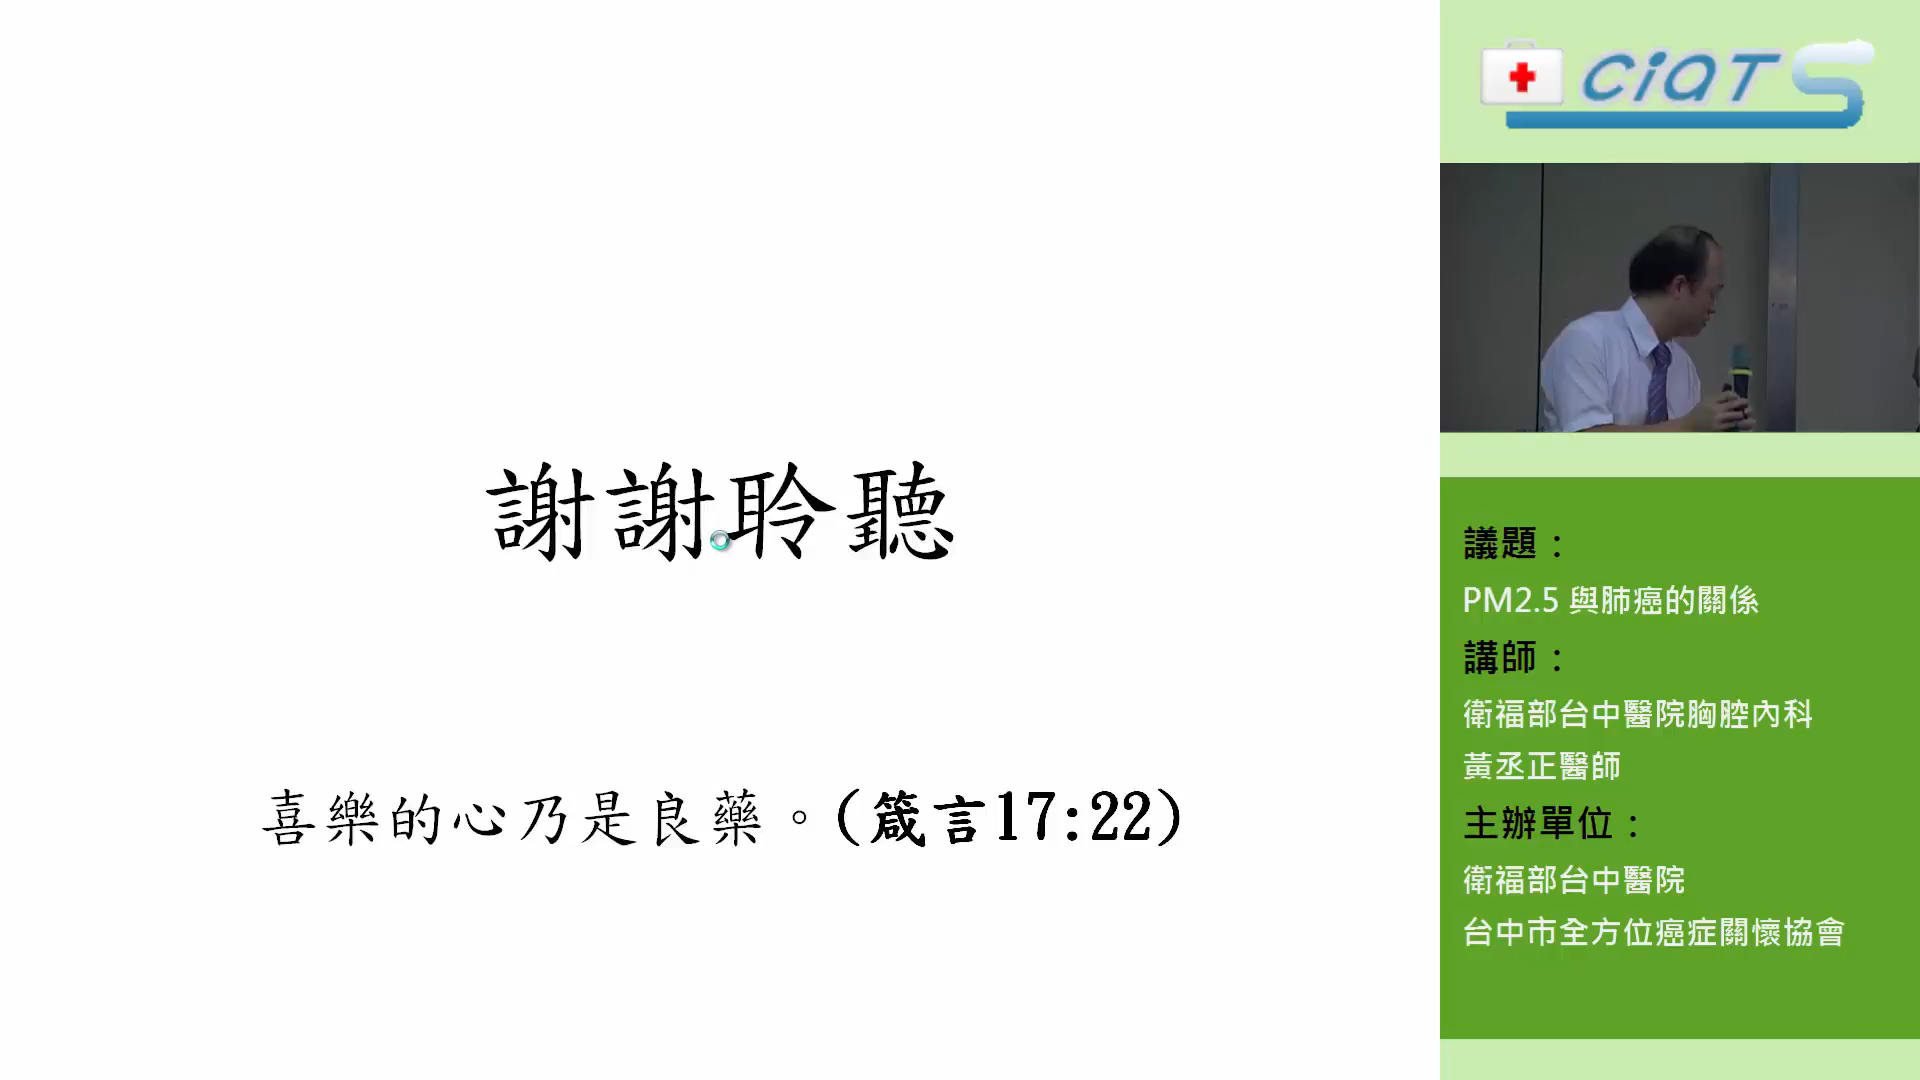 謝謝聆聽
喜樂的心乃是良藥。(箴言17:22)
CiATS
議題：
PM2.5 與肺癌的關係
講師：
衛福部台中醫院胸腔內科
黃丞正醫師
主辦單位：
衛福部台中醫院
台中市全方位癌症關懷協會